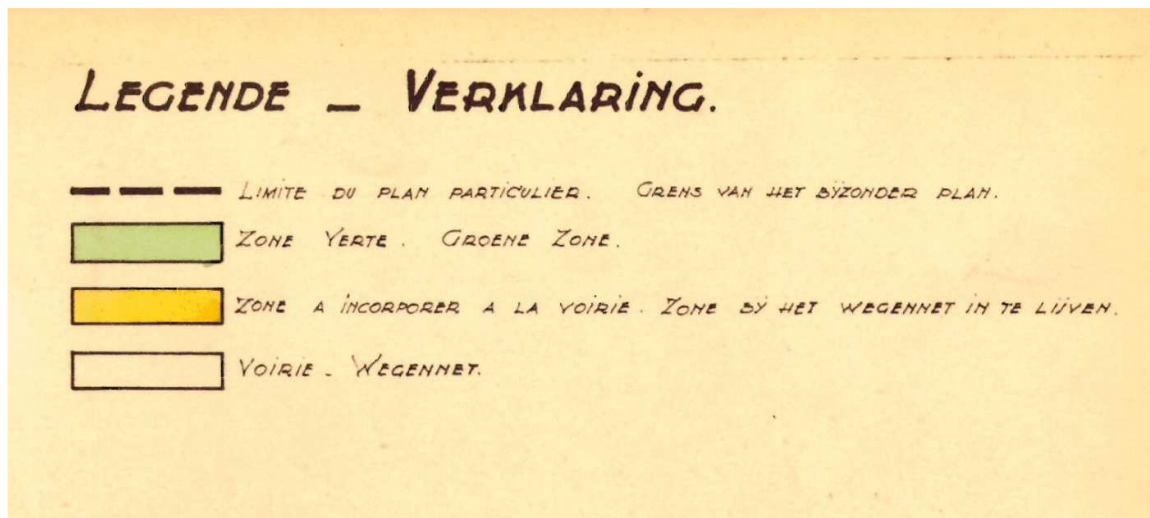 LEGENDE _ VERKLARING.
LIMITE DU PLAN PARTICULIER. GRENS VAN HET BYZONDER PLAN.
ZONE VERTE. GROENE ZONE.
ZONE A INCORPORER A LA VOIRIE. ZONE BY HET WEGENNET IN TE LIJVEN.
VOIRIE _ WEGENNET.